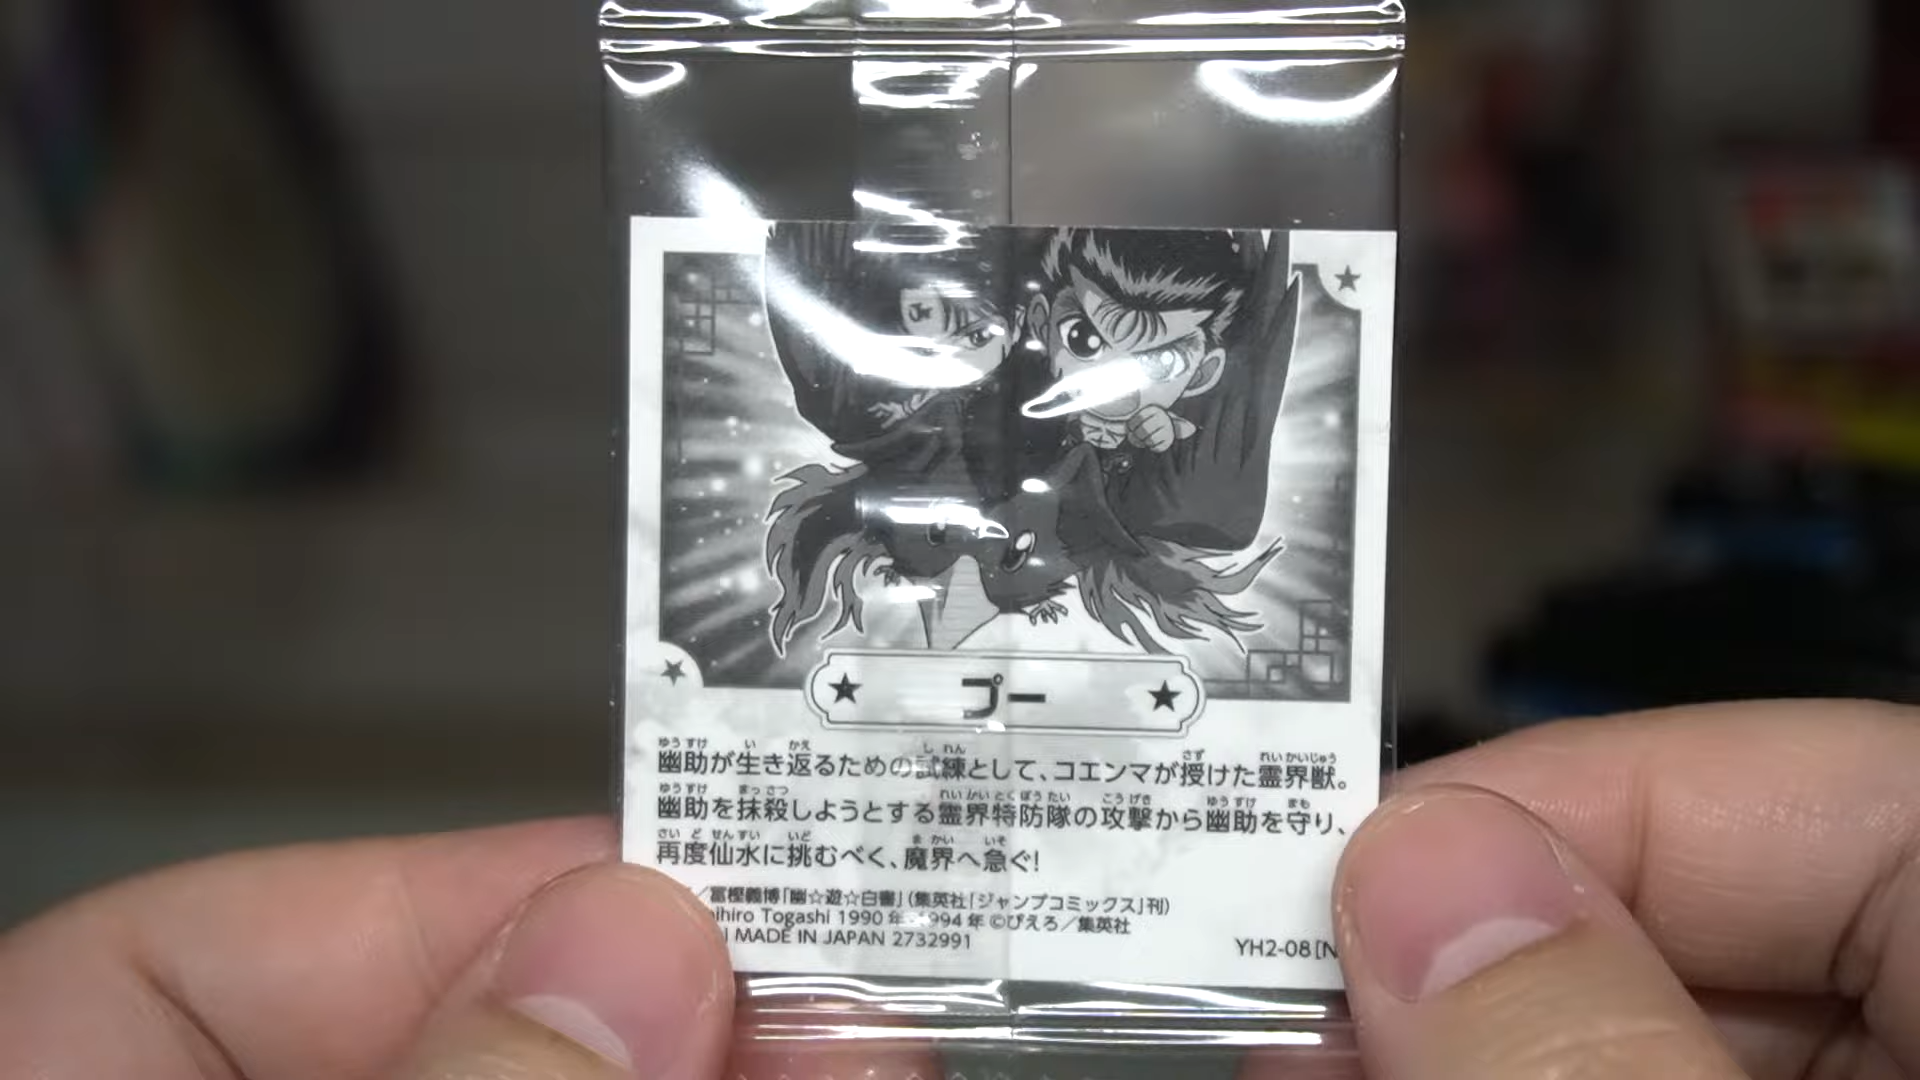 Jr
プー
幽助が生き返るための試練として、コエンマが授けた霊界獣。
幽助を抹殺しようとする霊界特防隊の攻撃から幽助を守り、
再度仙水に挑むべく、魔界へ急ぐ!
/冨樫義博「幽☆遊☆白書」(集英社「ジャンプコミックス」刊)
ihiro Togashi 1990年-1994年 ©ぴえろ/集英社
MADE IN JAPAN 2732991
YH2-08[N